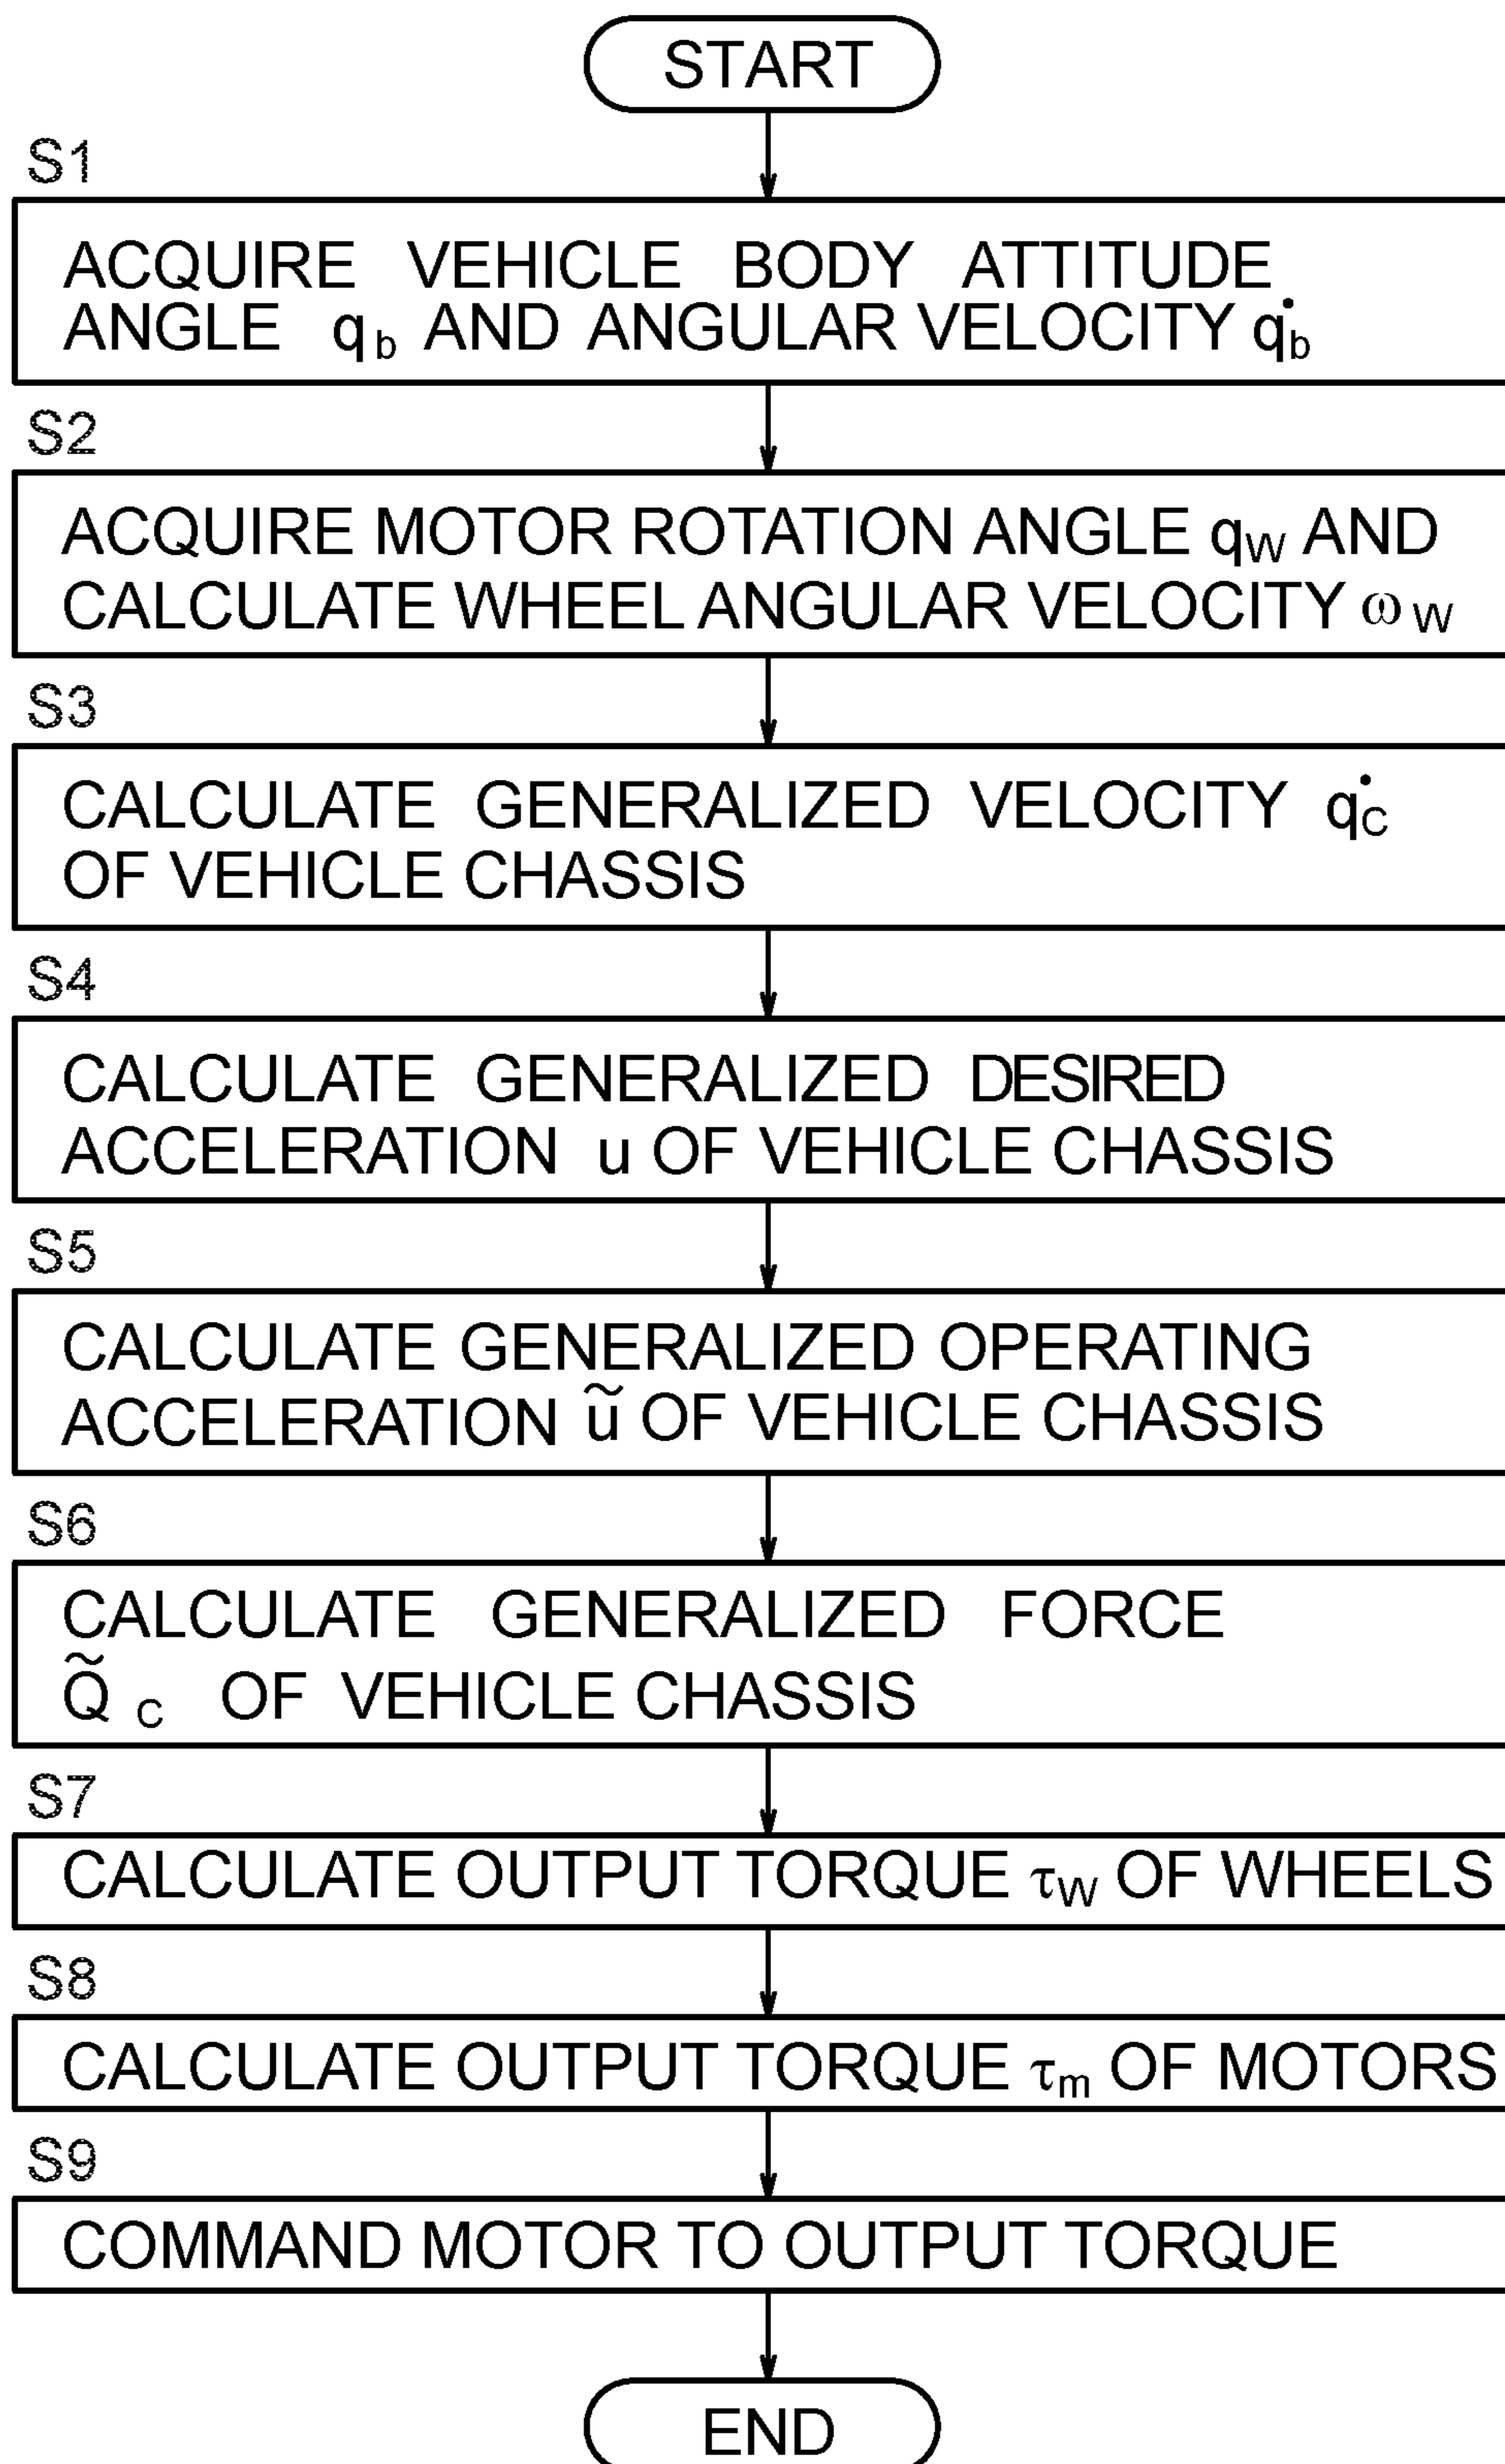 START
S1
ACQUIRE VEHICLE BODY ATTITUDE
ANGLE q_b AND ANGULAR VELOCITY q̇_b
S2
ACQUIRE MOTOR ROTATION ANGLE q_W AND
CALCULATE WHEEL ANGULAR VELOCITY ω_W
S3
CALCULATE GENERALIZED VELOCITY q̇_C
OF VEHICLE CHASSIS
S4
CALCULATE GENERALIZED DESIRED
ACCELERATION u OF VEHICLE CHASSIS
S5
CALCULATE GENERALIZED OPERATING
ACCELERATION ũ OF VEHICLE CHASSIS
S6
CALCULATE GENERALIZED FORCE
Q̃_C OF VEHICLE CHASSIS
S7
CALCULATE OUTPUT TORQUE τ_W OF WHEELS
S8
CALCULATE OUTPUT TORQUE τ_m OF MOTORS
S9
COMMAND MOTOR TO OUTPUT TORQUE
END